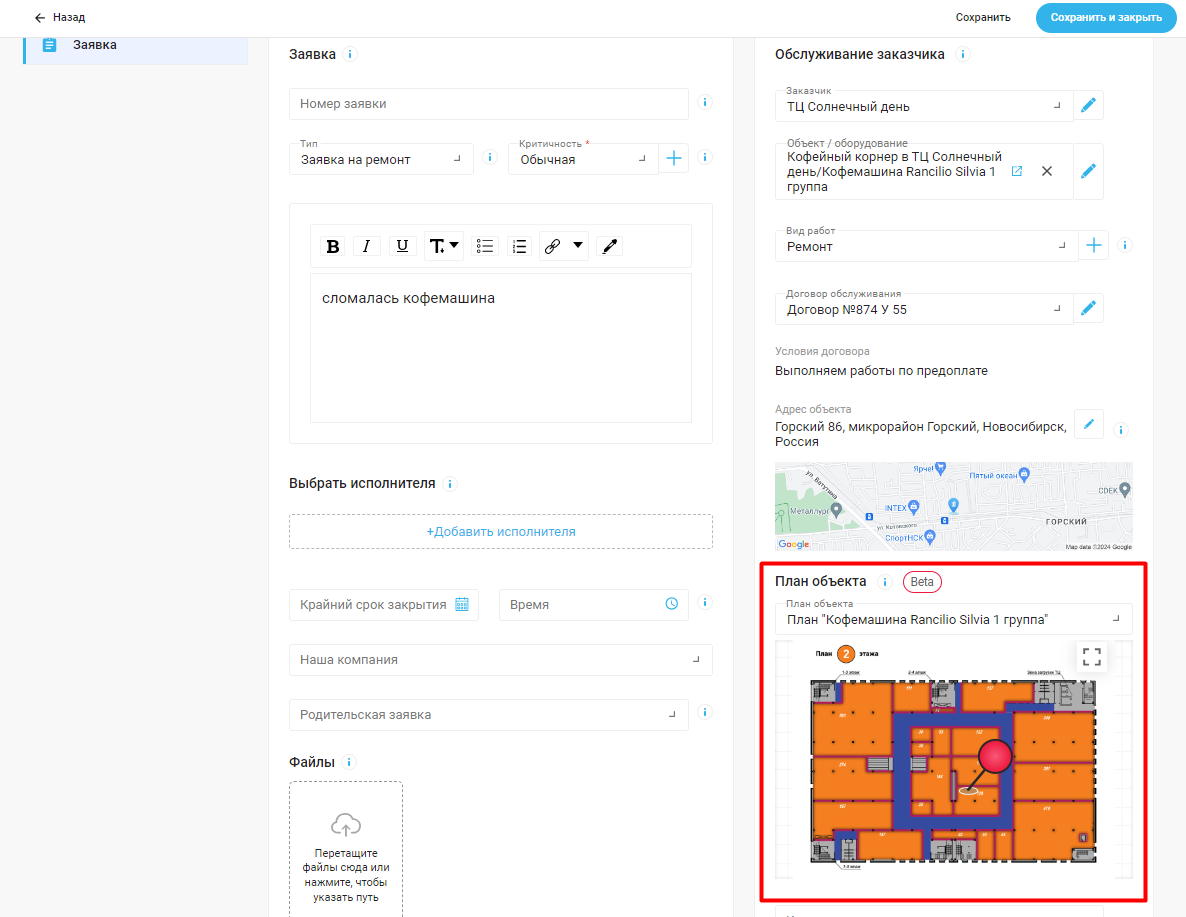 Назад
Сохранить
Сохранить и закрыть
Заявка
Заявка
Номер заявки
Тип
Заявка на ремонт
Критичность *
Обычная
B I U T
сломалась кофемашина
Выбрать исполнителя
+Добавить исполнителя
Крайний срок закрытия
Время
Наша компания
Родительская заявка
Файлы
Перетащите
файлы сюда или
нажмите, чтобы
указать путь
Обслуживание заказчика
Заказчик
ТЦ Солнечный день
Объект / оборудование
Кофейный корнер в ТЦ Солнечный
день/Кофемашина Rancilio Silvia 1
группа
Вид работ
Ремонт
Договор обслуживания
Договор №874 У 55
Условия договора
Выполняем работы по предоплате
Адрес объекта
Горский 86, микрорайон Горский, Новосибирск,
Россия
ул. Ватутина
Ярче!
Пятый океан
CDEK
Металлург
INTEX
ГОРСКИЙ
СпортНСК
Google
Map data ©2024 Google
План объекта
Beta
План объекта
План "Кофемашина Rancilio Silvia 1 группа"
План 2 этажа